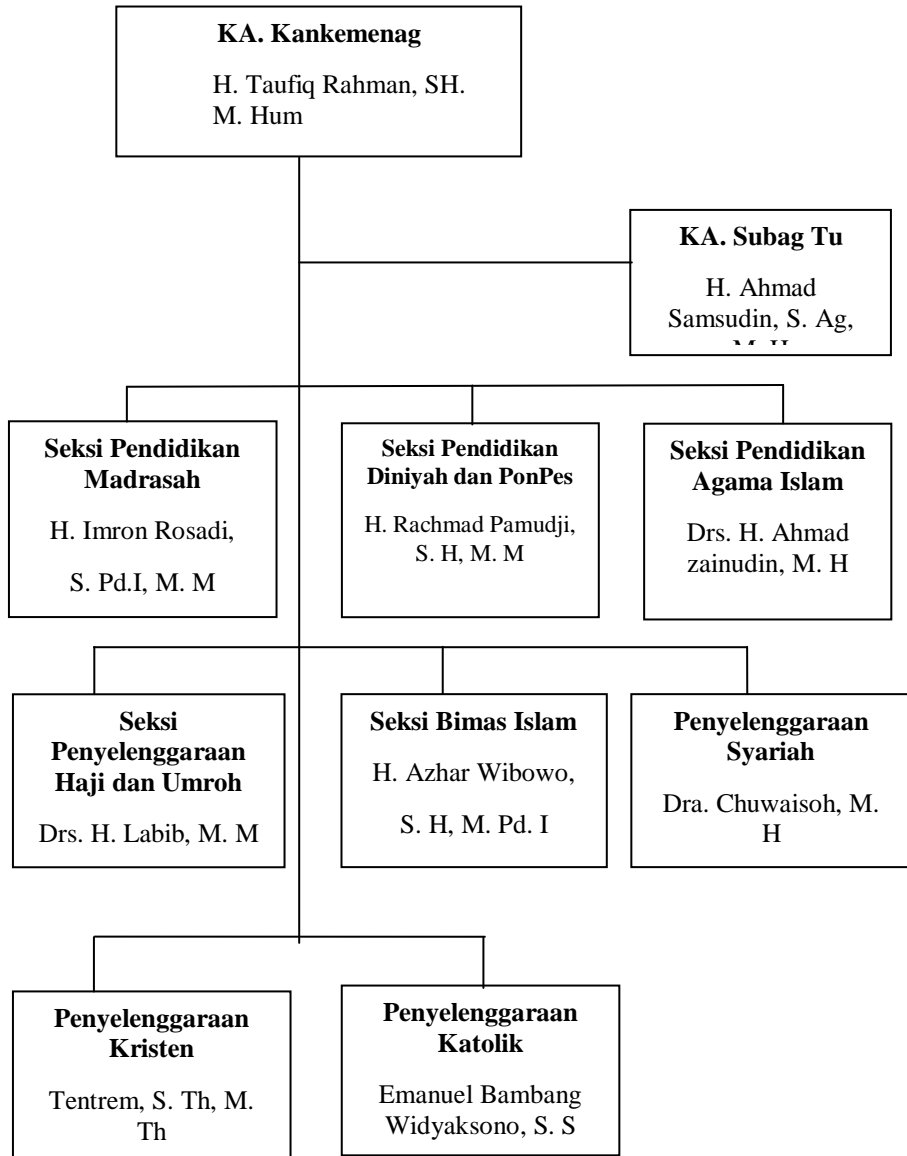 KA. Kankemenag
H. Taufiq Rahman, SH.
M. Hum
KA. Subag Tu
H. Ahmad
Samsudin, S. Ag,
Seksi Pendidikan
Madrasah
H. Imron Rosadi,
S. Pd.I, M. M
Seksi Pendidikan
Diniyah dan PonPes
H. Rachmad Pamudji,
S. H, M. M
Seksi Pendidikan
Agama Islam
Drs. H. Ahmad
zainudin, M. H
Seksi
Penyelenggaraan
Haji dan Umroh
Drs. H. Labib, M. M
Seksi Bimas Islam
H. Azhar Wibowo,
S. H, M. Pd. I
Penyelenggaraan
Syariah
Dra. Chuwaisoh, M.
H
Penyelenggaraan
Kristen
Tentrem, S. Th, M.
Th
Penyelenggaraan
Katolik
Emanuel Bambang
Widyaksono, S. S